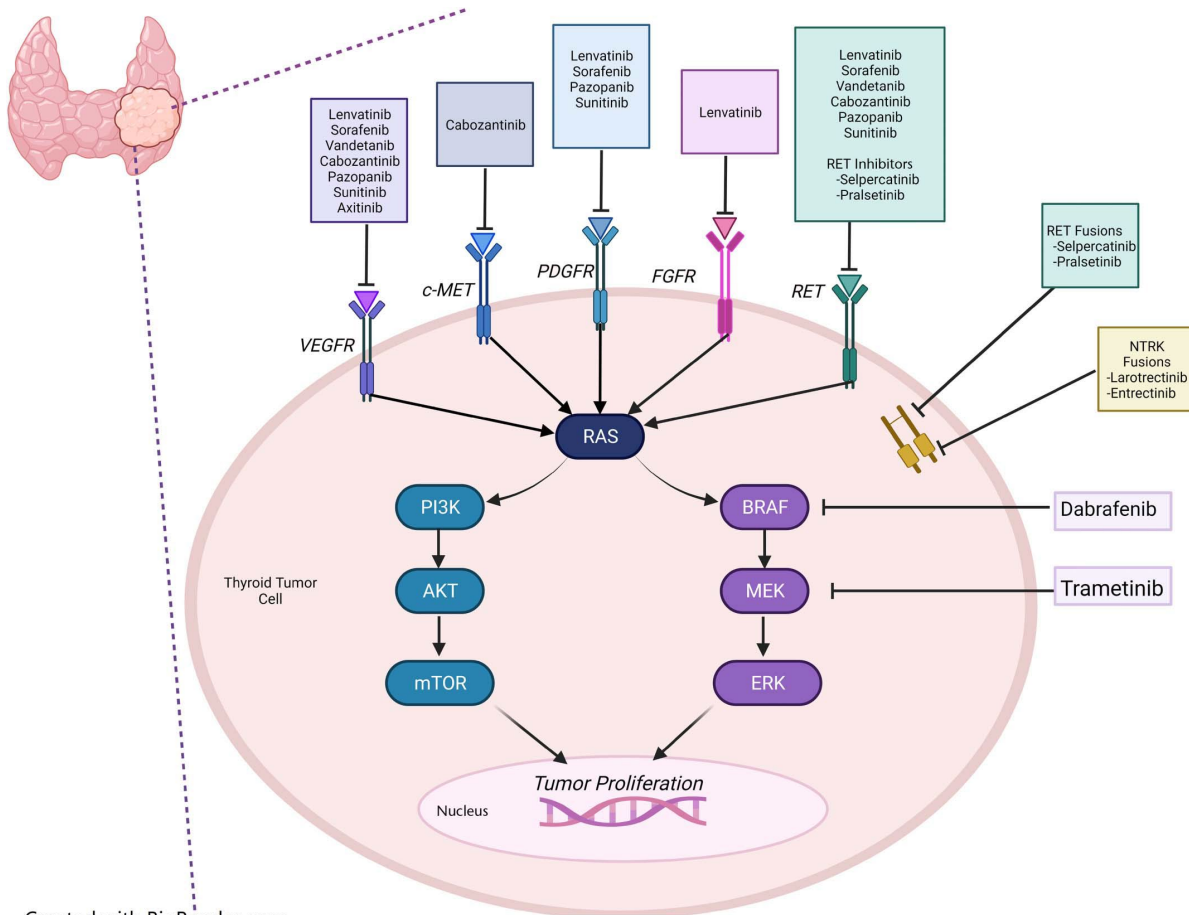 Lenvatinib
Sorafenib
Vandetanib
Cabozantinib
Pazopanib
Sunitinib
Axitinib
Cabozantinib
Lenvatinib
Sorafenib
Pazopanib
Sunitinib
Lenvatinib
Lenvatinib
Sorafenib
Vandetanib
Cabozantinib
Pazopanib
Sunitinib
RET Inhibitors
-Selpercatinib
-Pralsetinib
RET Fusions
-Selpercatinib
-Pralsetinib
NTRK
Fusions
-Larotrectinib
-Entrectinib
VEGFR
c-MET
PDGFR
FGFR
RET
RAS
PI3K
BRAF
Dabrafenib
Thyroid Tumor
Cell
AKT
MEK
Trametinib
mTOR
ERK
Tumor Proliferation
Nucleus